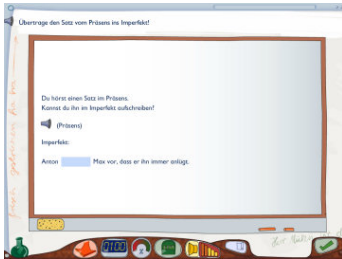 Übertrage den Satz vom Präsens ins Imperfekt!
Du hörst einen Satz im Präsens.
Kannst du ihn im Imperfekt aufschreiben?
(Präsens)
Imperfekt:
Anton Max vor, dass er ihn immer anlügt.